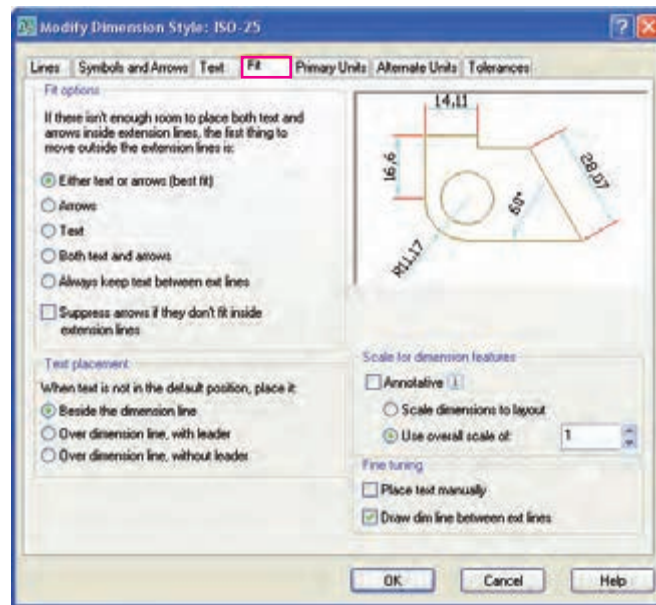 Modify Dimension Style: ISO-25
Lines Symbols and Arrows Text Fit Primary Units Alternate Units Tolerances
Fit options
If there isn't enough room to place both text and
arrows inside extension lines, the first thing to
move outside the extension lines is:
Either text or arrows (best fit)
Arrows
Text
Both text and arrows
Always keep text between ext lines
Suppress arrows if they don't fit inside
extension lines
Text placement
When text is not in the default position, place it:
Beside the dimension line
Over dimension line, with leader
Over dimension line, without leader
14,11
16,6
28,07
60°
R11,17
Scale for dimension features
Annotative
Scale dimensions to layout
Use overall scale of: 1
Fine tuning
Place text manually
Draw dim line between ext lines
OK Cancel Help